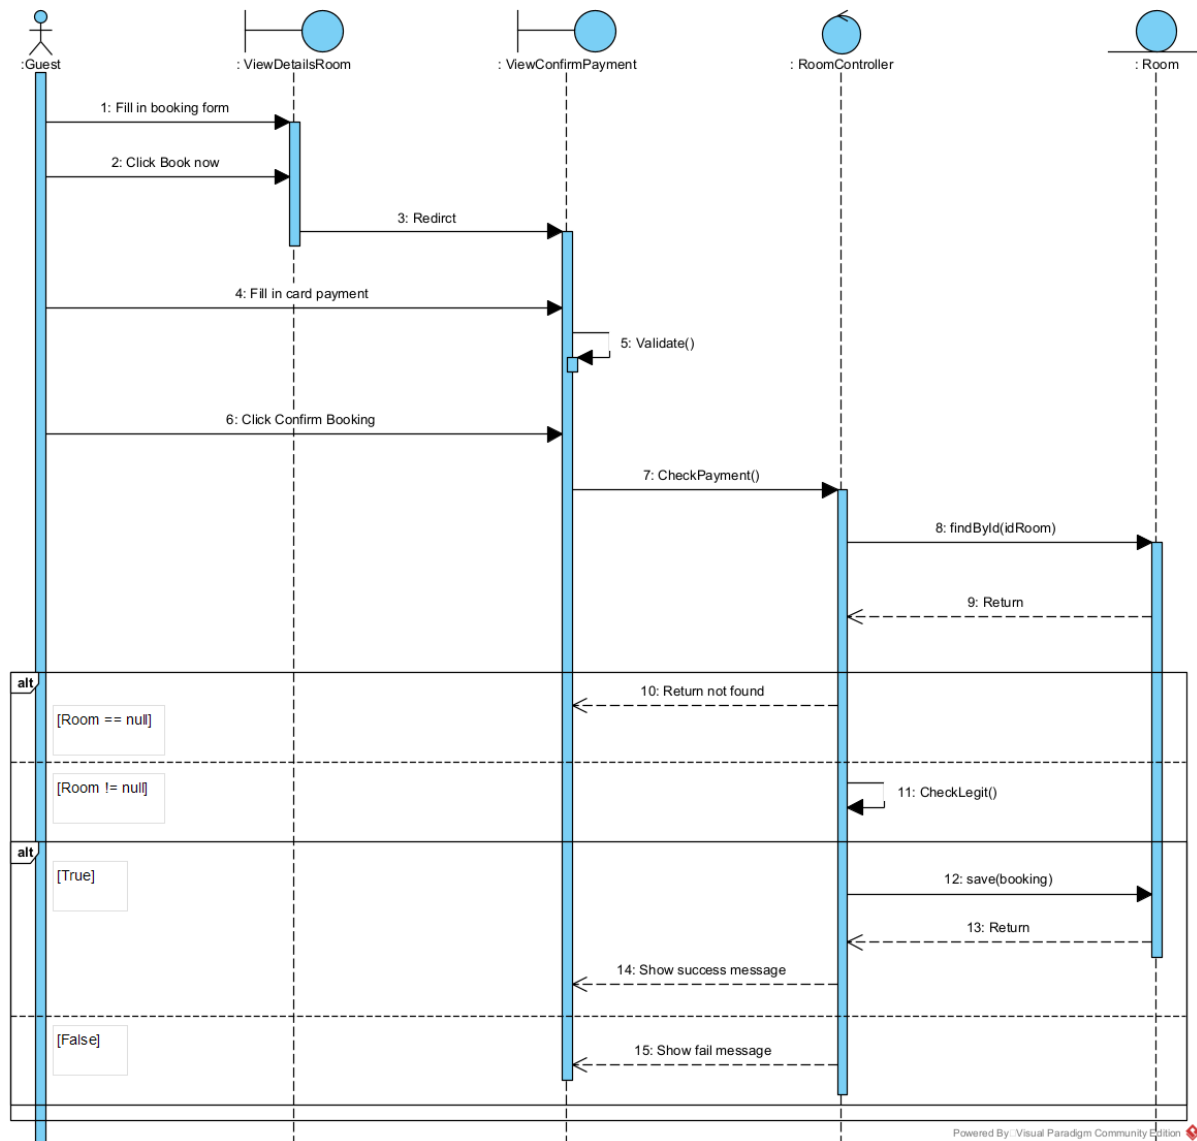 :Guest
: ViewDetailsRoom
: ViewConfirmPayment
: RoomController
: Room
1: Fill in booking form
2: Click Book now
3: Redirct
4: Fill in card payment
5: Validate()
6: Click Confirm Booking
7: CheckPayment()
8: findById(idRoom)
9: Return
alt
10: Return not found
[Room == null]
[Room != null]
11: CheckLegit()
alt
[True]
12: save(booking)
13: Return
14: Show success message
[False]
15: Show fail message
Powered By Visual Paradigm Community Edition